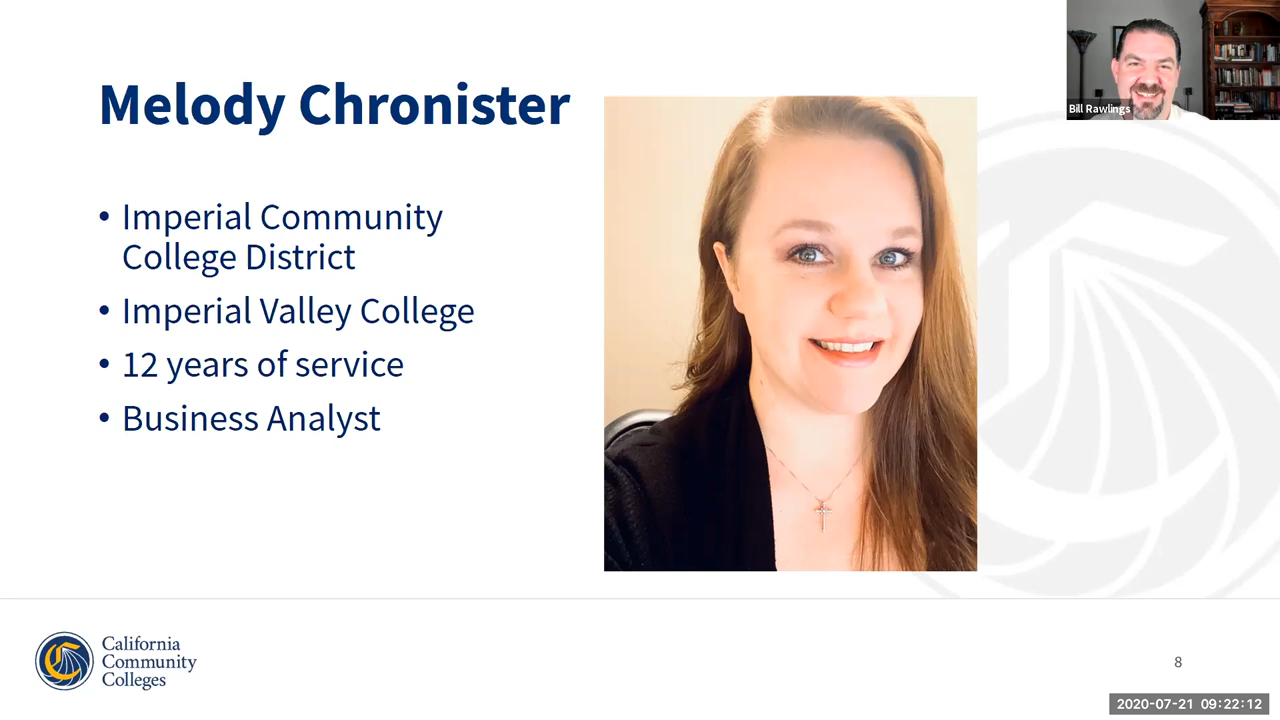 Melody Chronister
• Imperial Community
College District
• Imperial Valley College
• 12 years of service
• Business Analyst
Bill Rawlings
California
Community
Colleges
8
2020-07-21 09:22:12